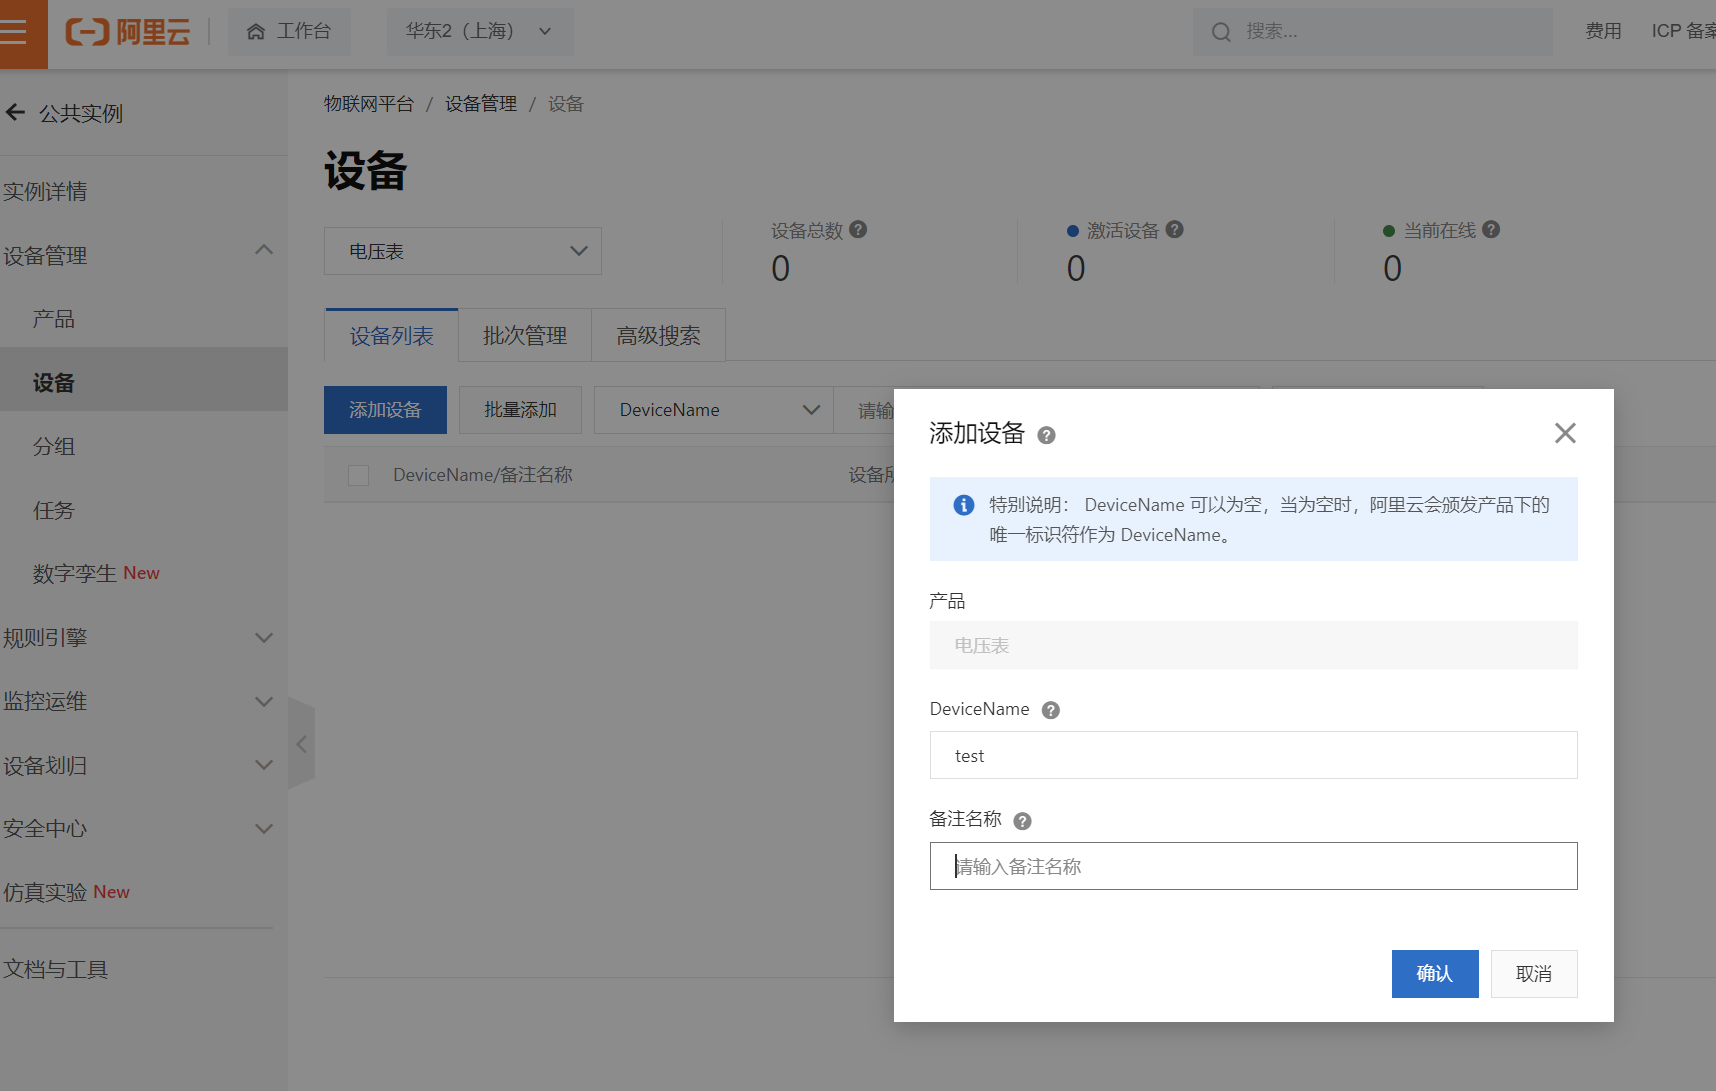 阿里云
工作台
华东2（上海）
搜索...
费用
ICP 备案
公共实例
实例详情
设备管理
产品
设备
分组
任务
数字孪生 New
规则引擎
监控运维
设备划归
安全中心
仿真实验 New
文档与工具
物联网平台 / 设备管理 / 设备
设备
电压表
设备总数
0
激活设备
0
当前在线
0
设备列表
批次管理
高级搜索
添加设备
批量添加
DeviceName
请输
DeviceName/备注名称
设备所
添加设备
特别说明： DeviceName 可以为空，当为空时，阿里云会颁发产品下的
唯一标识符作为 DeviceName。
产品
电压表
DeviceName
test
备注名称
请输入备注名称
确认
取消